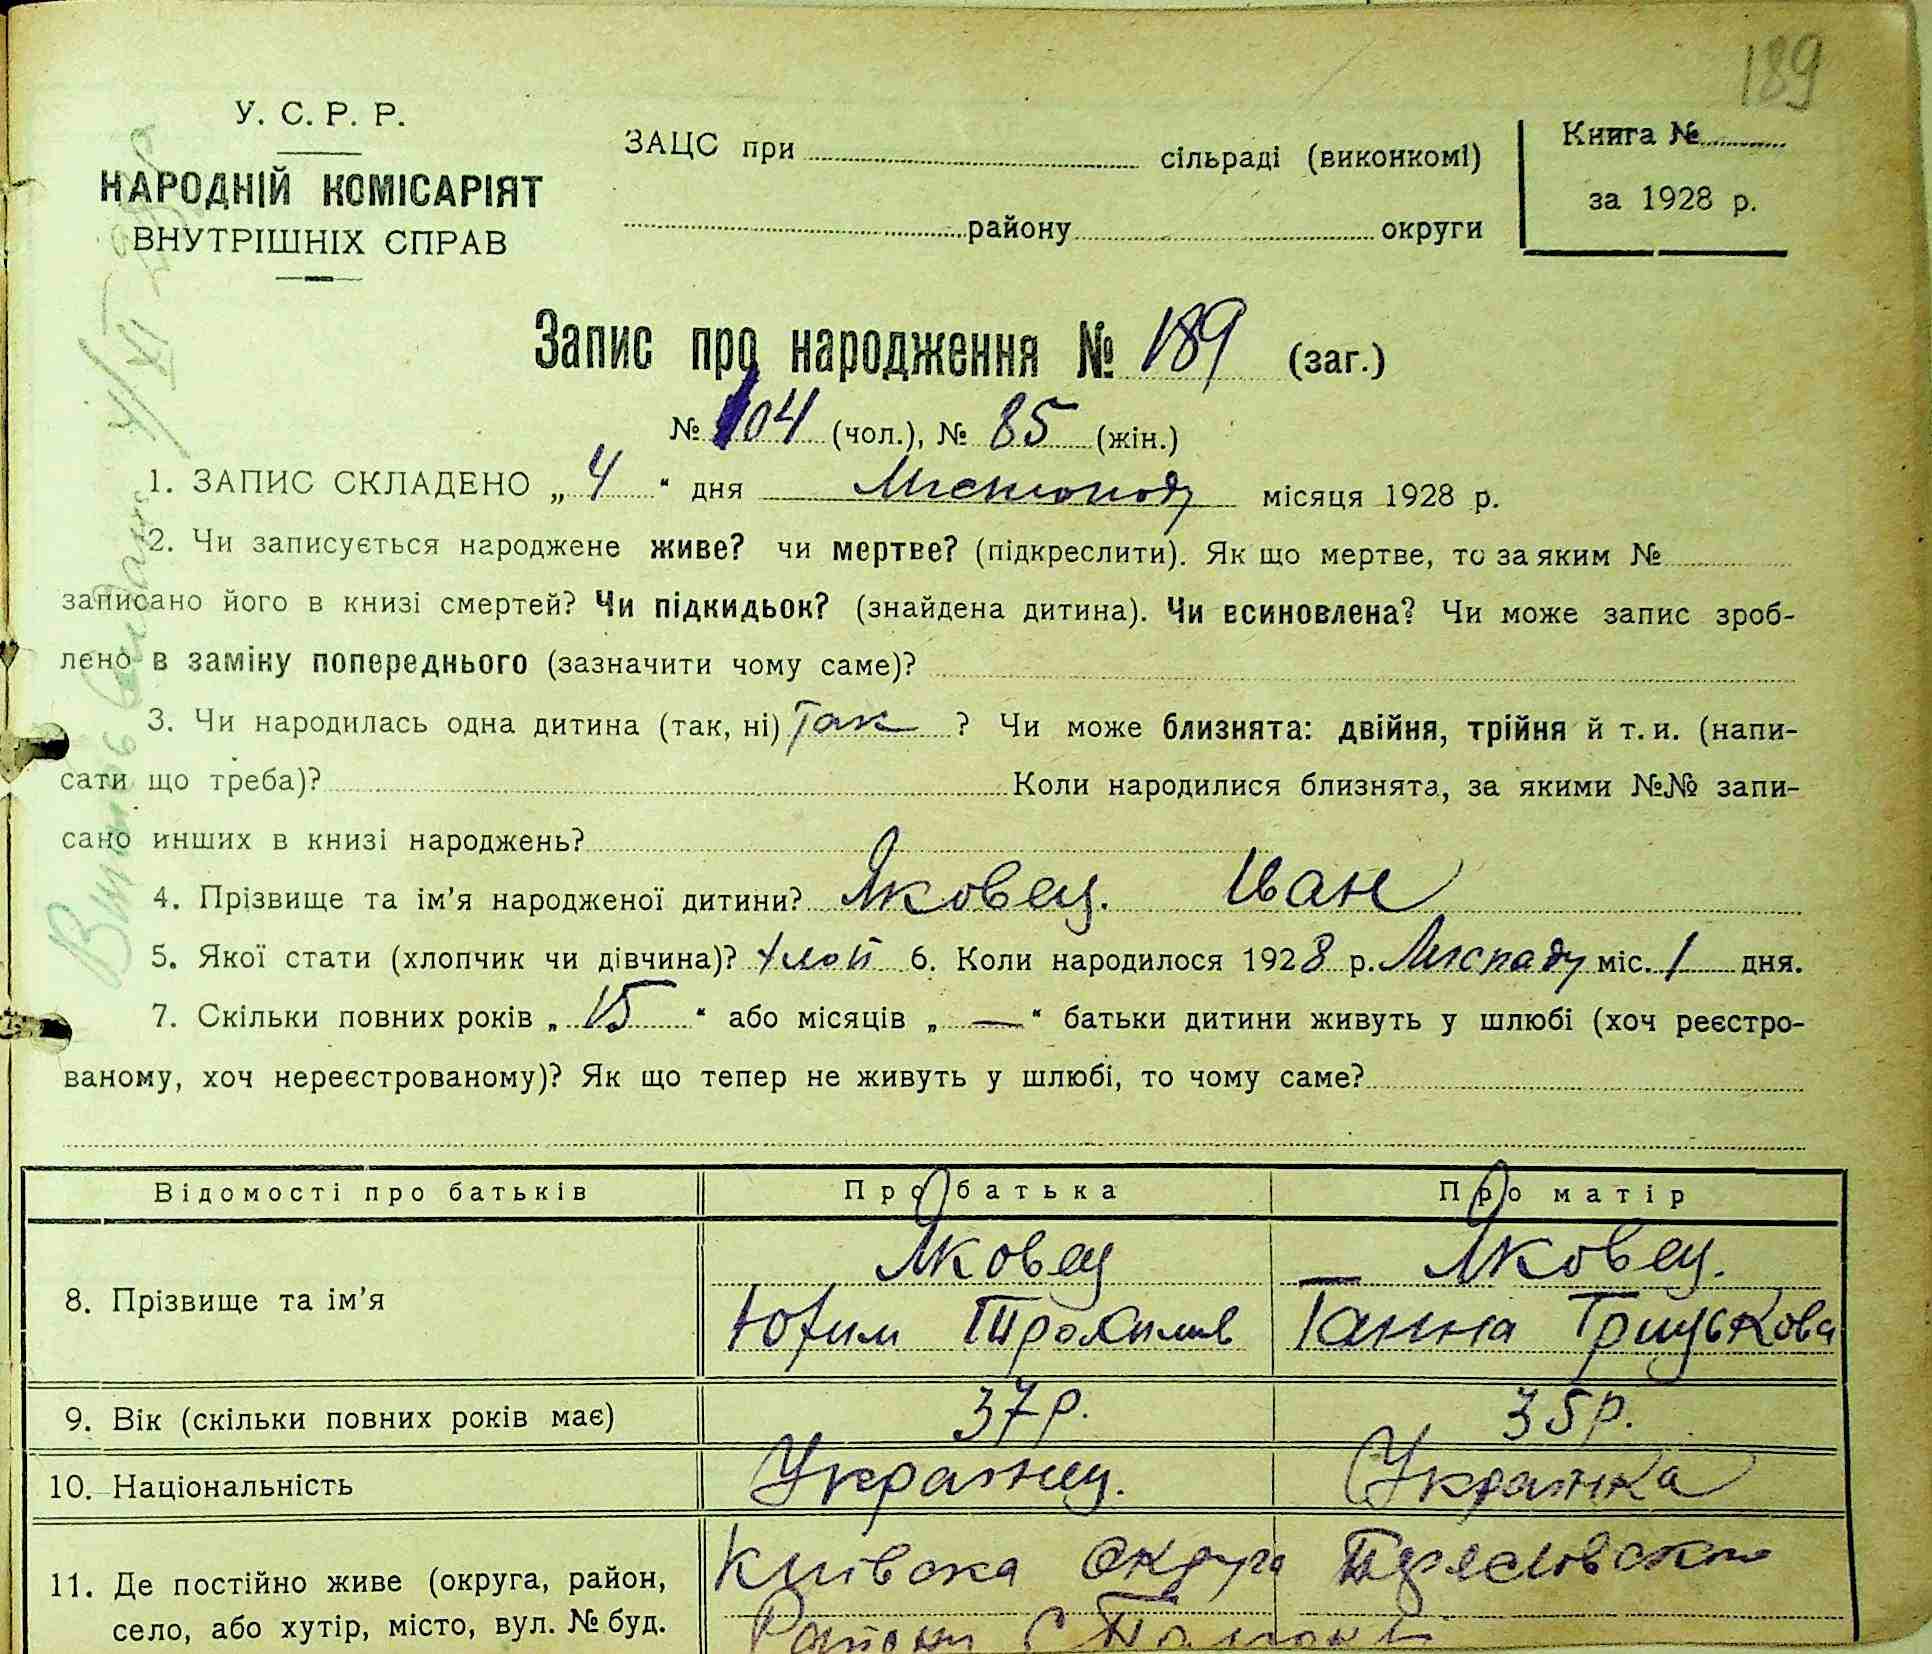 189
У. С. Р. Р.
НАРОДНІЙ КОМІСАРІЯТ
ВНУТРІШНІХ СПРАВ
ЗАЦС при сільраді (виконкомі)
району округи
Книга №
за 1928 р.
Запис про народження № 189 (заг.)
№ 104 (чол.), № 85 (жін.)
1. ЗАПИС СКЛАДЕНО „ 4 “ дня Листопаду місяця 1928 р.
2. Чи записується народжене живе? чи мертве? (підкреслити). Як що мертве, то за яким №
записано його в книзі смертей? Чи підкидьок? (знайдена дитина). Чи всиновлена? Чи може запис зроб-
лено в заміну попереднього (зазначити чому саме)?
3. Чи народилась одна дитина (так, ні) Так ? Чи може близнята: двійня, трійня й т. и. (напи-
сати що треба)? Коли народилися близнята, за якими №№ запи-
сано инших в книзі народжень?
4. Прізвище та ім’я народженої дитини? Яковец. Іван
5. Якої стати (хлопчик чи дівчина)? 6. Коли народилося 1928 р. міс. 1 дня.
7. Скільки повних років „ 15 “ або місяців „ — “ батьки дитини живуть у шлюбі (хоч реєстро-
ваному, хоч нереєстрованому)? Як що тепер не живуть у шлюбі, то чому саме?
Відомості про батьків Про батька Про матір
8. Прізвище та ім’я
Яковец — Яковец.
Юхим Трохимів Ганна Грицькова
9. Вік (скільки повних років має) 37 р. 35 р.
10. Національність Українец. Українка
11. Де постійно живе (округа, район,
село, або хутір, місто, вул. № буд.
Київска Округа
Району С
Витяг видан 4/XI